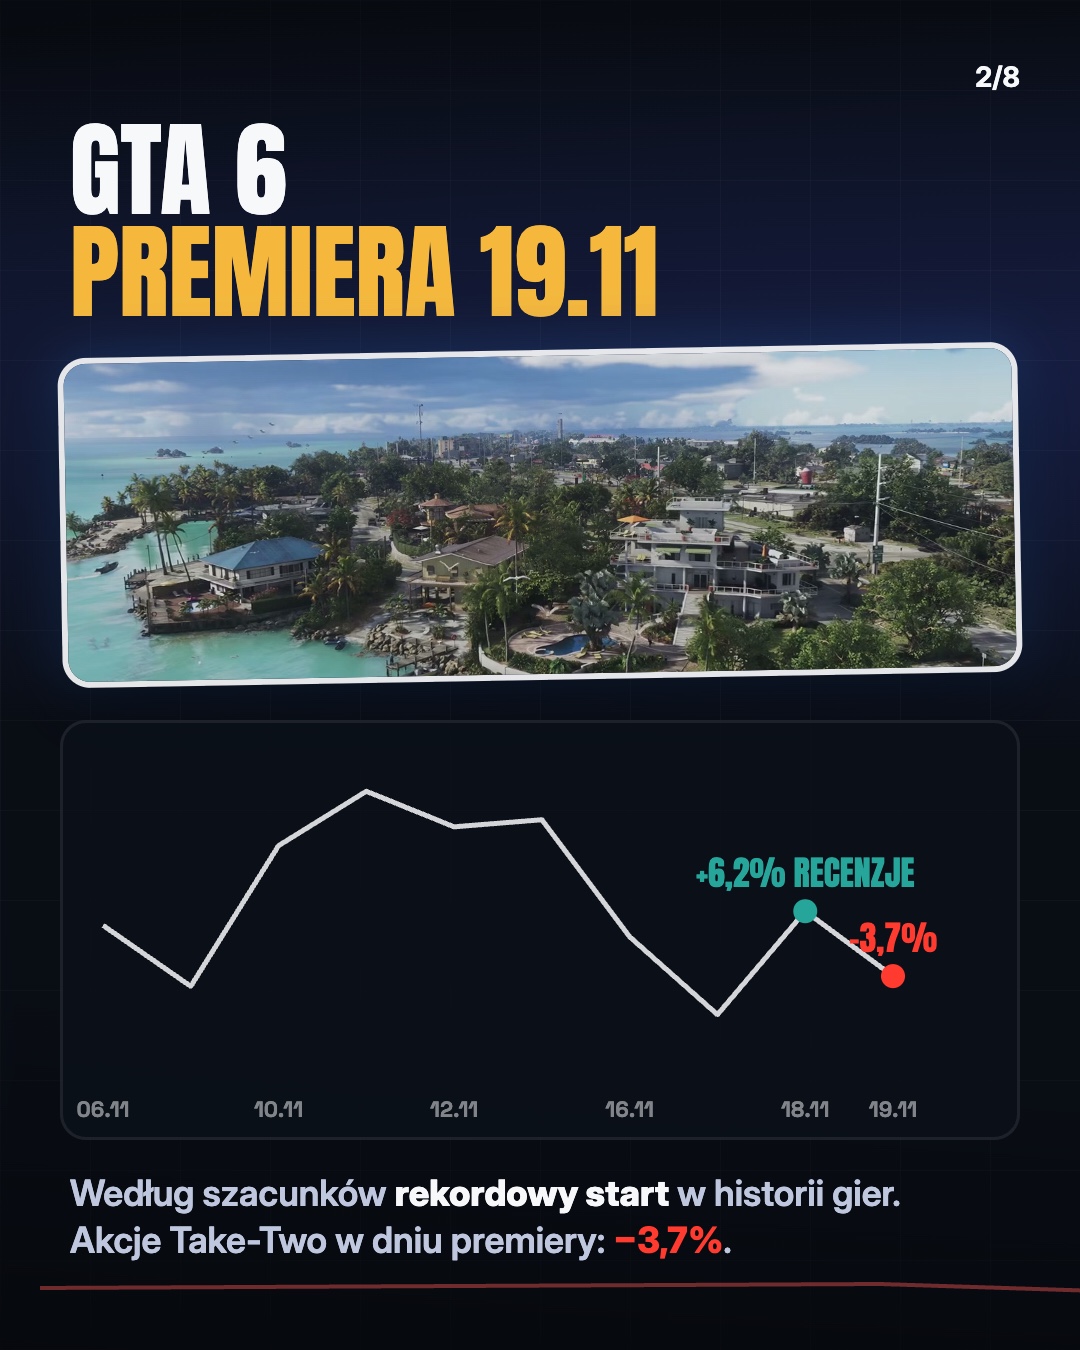 2/8
GTA 6
PREMIERA 19.11
+6,2% RECENZJE
-3,7%
06.11 10.11 12.11 16.11 18.11 19.11
Według szacunków rekordowy start w historii gier.
Akcje Take-Two w dniu premiery: −3,7%.